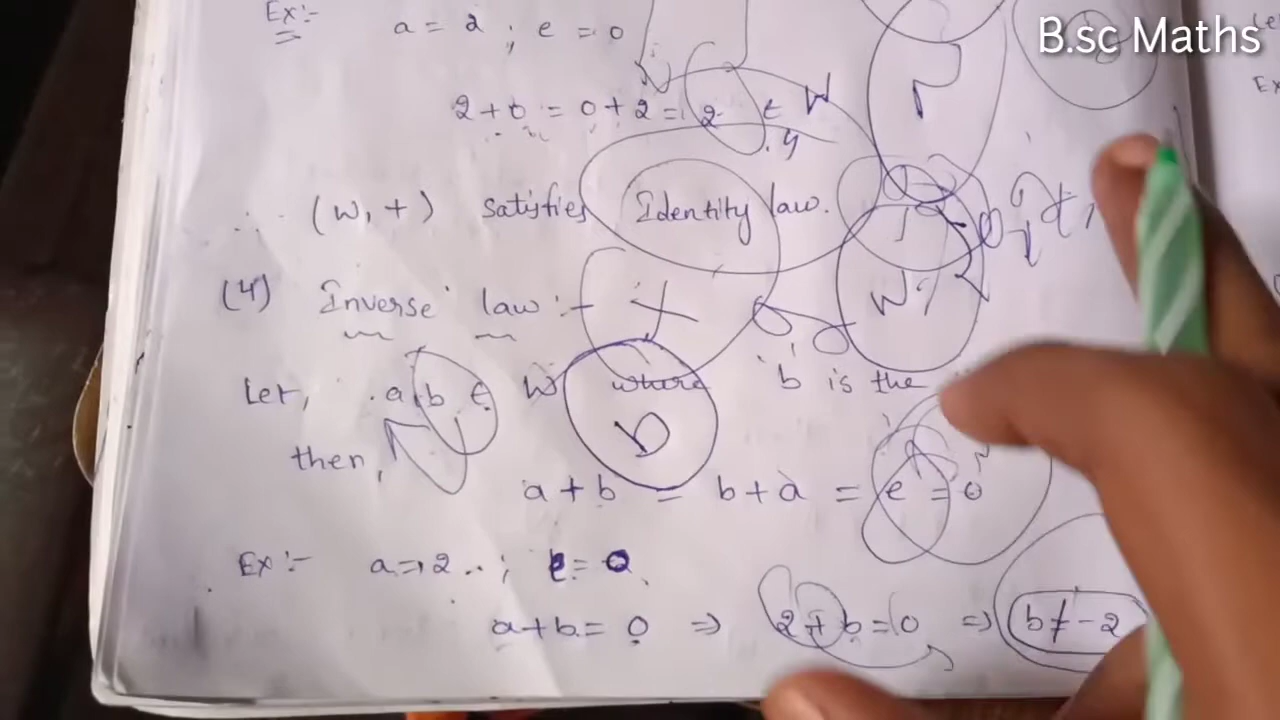 B.sc Maths
Ex:-
a = 2 ; e = 0
2 + 0 = 0 + 2 = 2 ∈ W
∴ (W, +) satisfies Identity law.
(4) Inverse law :-
Let, a, b ∈ W where 'b' is the
then,
a + b = b + a = e = 0
Ex :- a = 2 ; e = 0
a + b = 0 ⇒ 2 + b = 0 ⇒ b ≠ -2